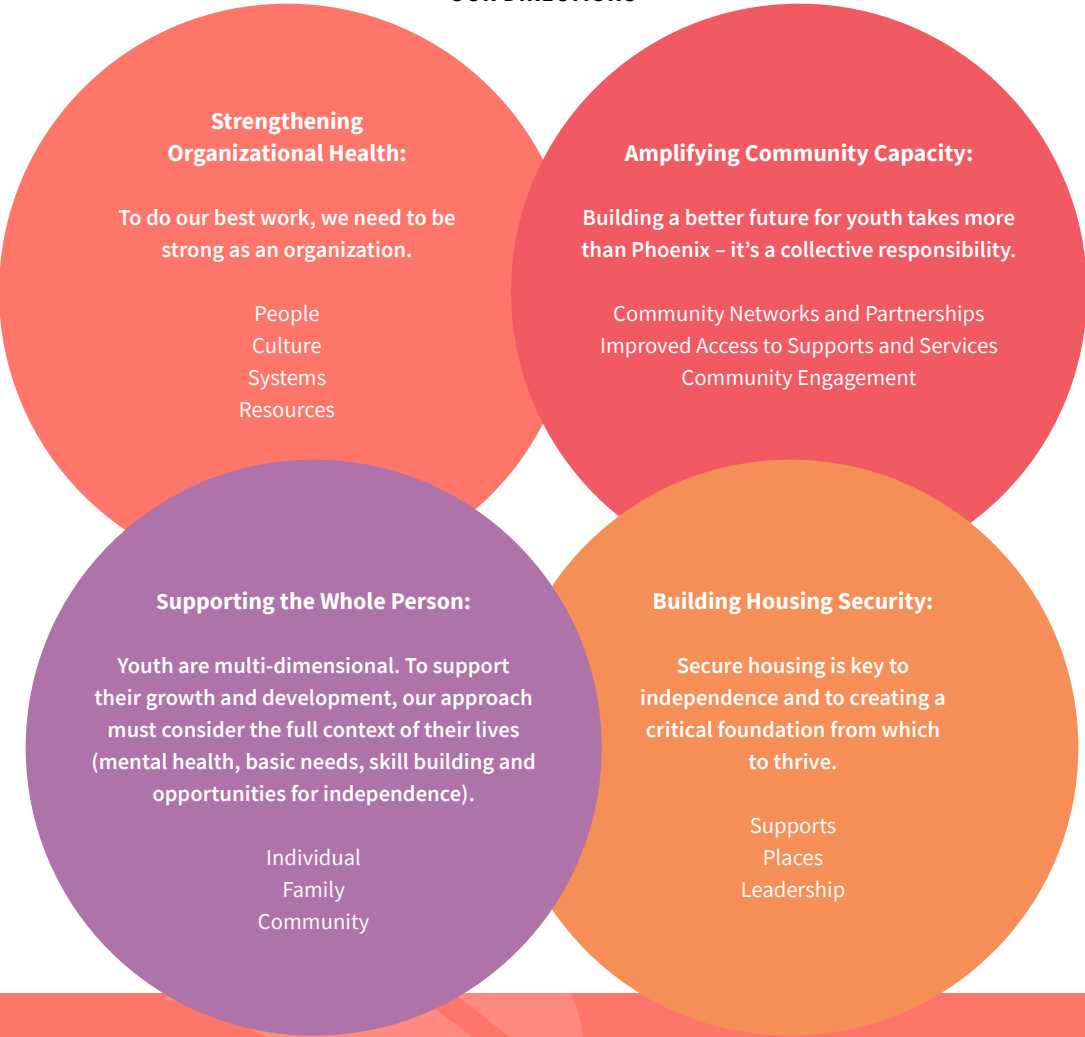 OUR DIRECTIONS
Strengthening
Organizational Health:
To do our best work, we need to be
strong as an organization.
People
Culture
Systems
Resources
Amplifying Community Capacity:
Building a better future for youth takes more
than Phoenix – it’s a collective responsibility.
Community Networks and Partnerships
Improved Access to Supports and Services
Community Engagement
Supporting the Whole Person:
Youth are multi-dimensional. To support
their growth and development, our approach
must consider the full context of their lives
(mental health, basic needs, skill building and
opportunities for independence).
Individual
Family
Community
Building Housing Security:
Secure housing is key to
independence and to creating a
critical foundation from which
to thrive.
Supports
Places
Leadership